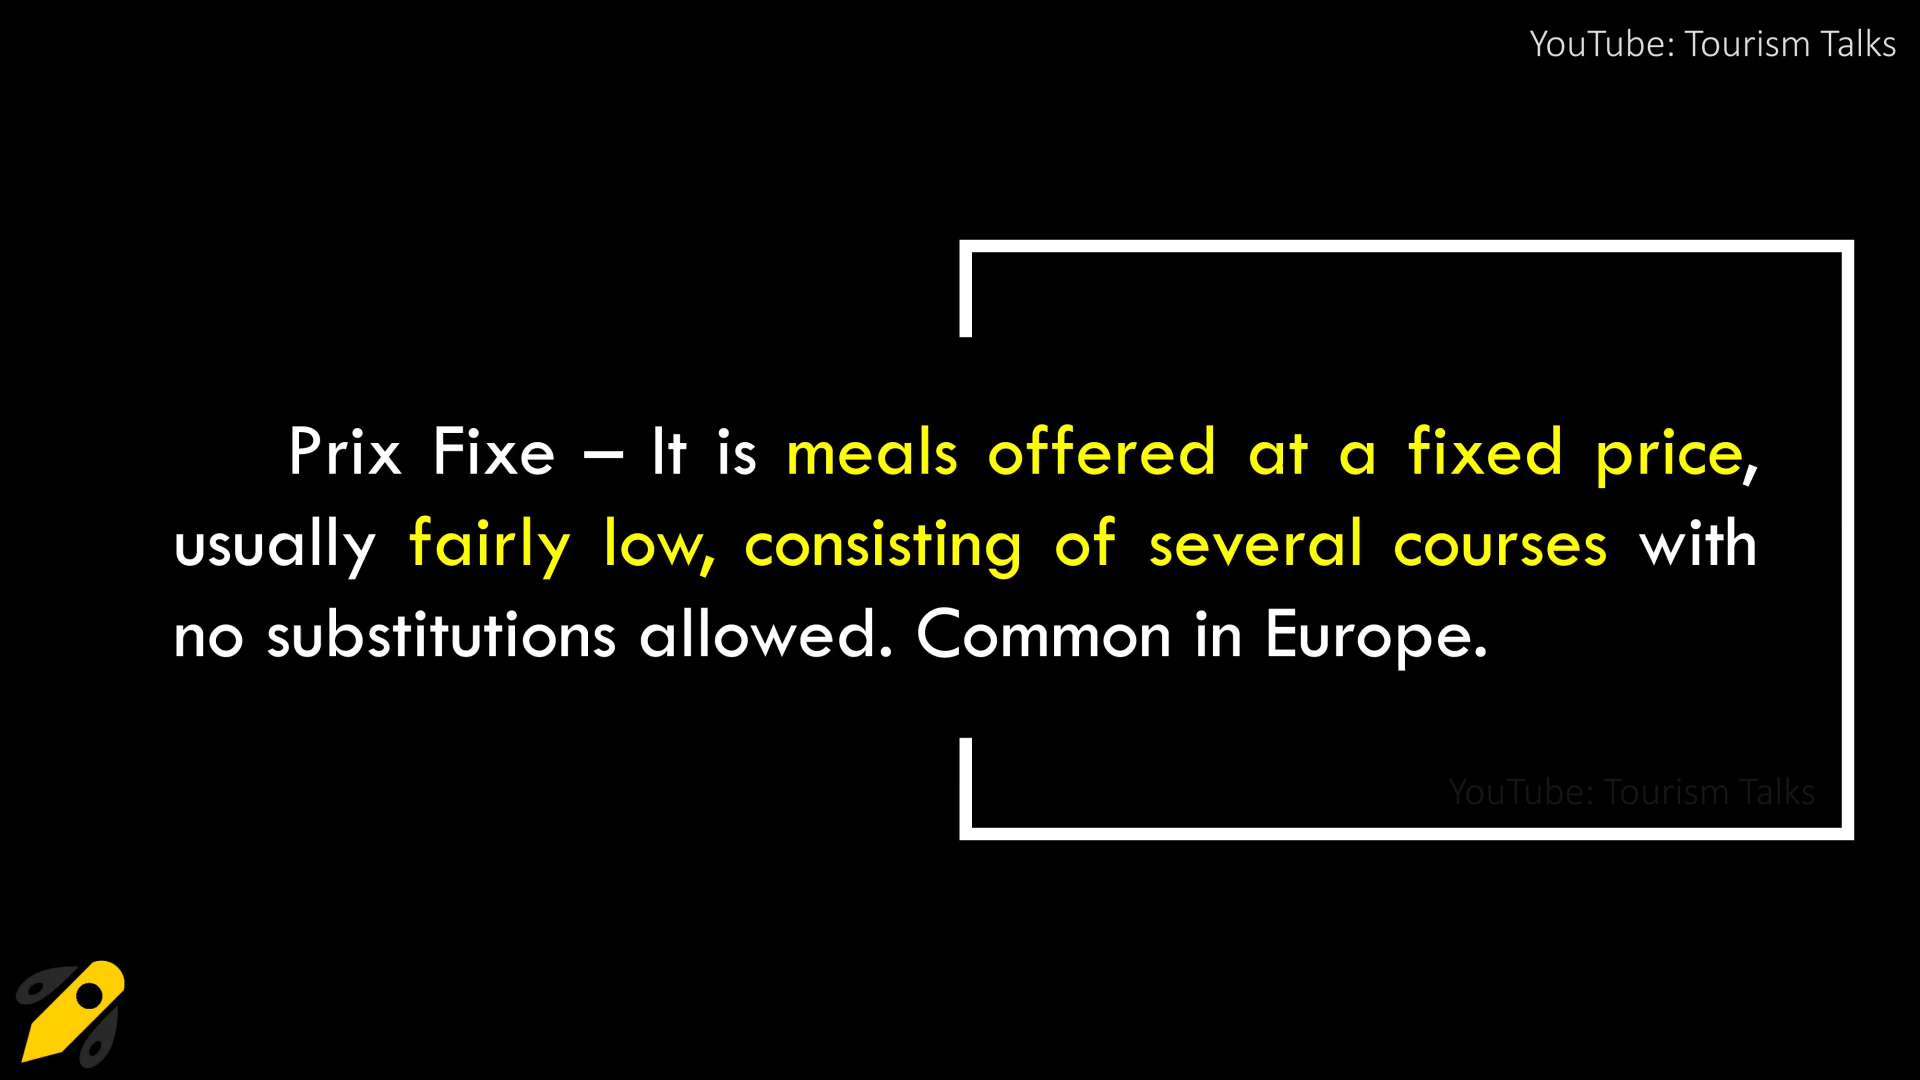 YouTube: Tourism Talks
Prix Fixe – It is meals offered at a fixed price,
usually fairly low, consisting of several courses with
no substitutions allowed. Common in Europe.
YouTube: Tourism Talks